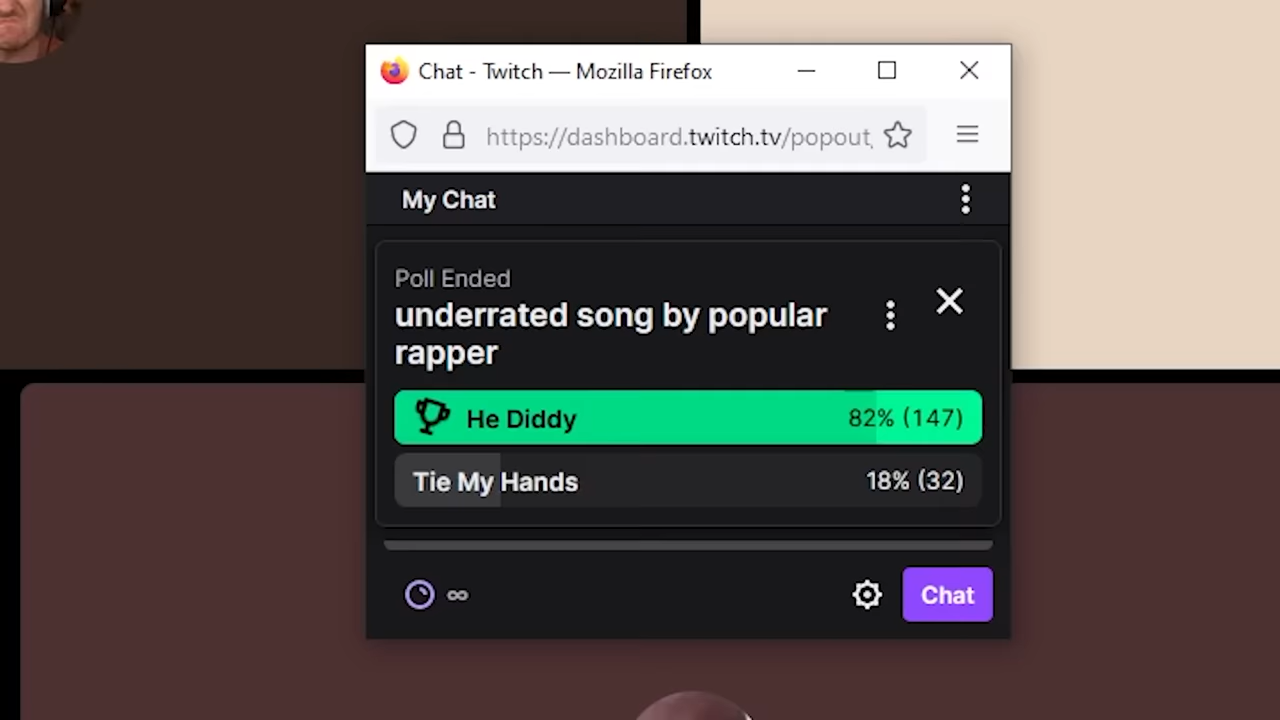 Chat - Twitch — Mozilla Firefox
https://dashboard.twitch.tv/popout
My Chat
Poll Ended
underrated song by popular
rapper
He Diddy 82% (147)
Tie My Hands 18% (32)
∞
Chat